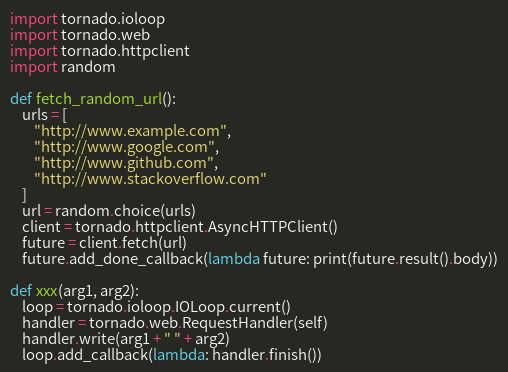 import tornado.ioloop
import tornado.web
import tornado.httpclient
import random

def fetch_random_url():
    urls = [
        "http://www.example.com",
        "http://www.google.com",
        "http://www.github.com",
        "http://www.stackoverflow.com"
    ]
    url = random.choice(urls)
    client = tornado.httpclient.AsyncHTTPClient()
    future = client.fetch(url)
    future.add_done_callback(lambda future: print(future.result().body))

def xxx(arg1, arg2):
    loop = tornado.ioloop.IOLoop.current()
    handler = tornado.web.RequestHandler(self)
    handler.write(arg1 + " " + arg2)
    loop.add_callback(lambda: handler.finish())